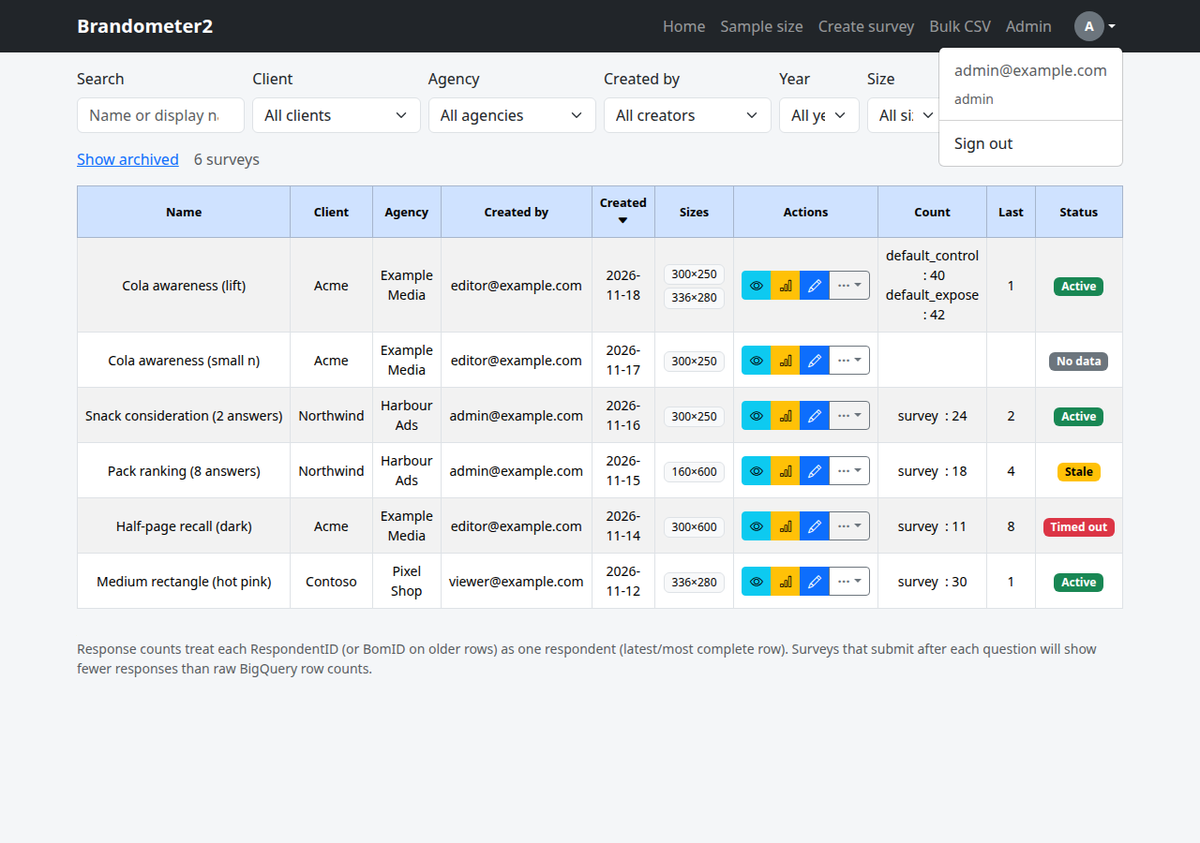 Brandometer2
Home Sample size Create survey Bulk CSV Admin A
admin@example.com
admin
Sign out
Search Client Agency Created by Year Size
Name or display n All clients All agencies All creators All ye All si
Show archived 6 surveys
Name Client Agency Created by Created Sizes Actions Count Last Status
Cola awareness (lift) Acme Example Media editor@example.com 2026-11-18 300×250 336×280 ... default_control : 40 default_expose : 42 1 Active
Cola awareness (small n) Acme Example Media editor@example.com 2026-11-17 300×250 ... No data
Snack consideration (2 answers) Northwind Harbour Ads admin@example.com 2026-11-16 300×250 ... survey : 24 2 Active
Pack ranking (8 answers) Northwind Harbour Ads admin@example.com 2026-11-15 160×600 ... survey : 18 4 Stale
Half-page recall (dark) Acme Example Media editor@example.com 2026-11-14 300×600 ... survey : 11 8 Timed out
Medium rectangle (hot pink) Contoso Pixel Shop viewer@example.com 2026-11-12 336×280 ... survey : 30 1 Active
Response counts treat each RespondentID (or BomID on older rows) as one respondent (latest/most complete row). Surveys that submit after each question will show
fewer responses than raw BigQuery row counts.